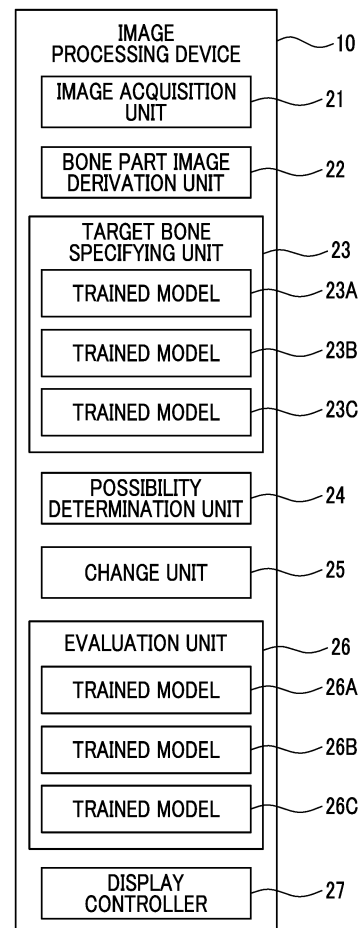 IMAGE
PROCESSING DEVICE
10
IMAGE ACQUISITION
UNIT
21
BONE PART IMAGE
DERIVATION UNIT
22
TARGET BONE
SPECIFYING UNIT
23
TRAINED MODEL
23A
TRAINED MODEL
23B
TRAINED MODEL
23C
POSSIBILITY
DETERMINATION UNIT
24
CHANGE UNIT
25
EVALUATION UNIT
26
TRAINED MODEL
26A
TRAINED MODEL
26B
TRAINED MODEL
26C
DISPLAY
CONTROLLER
27